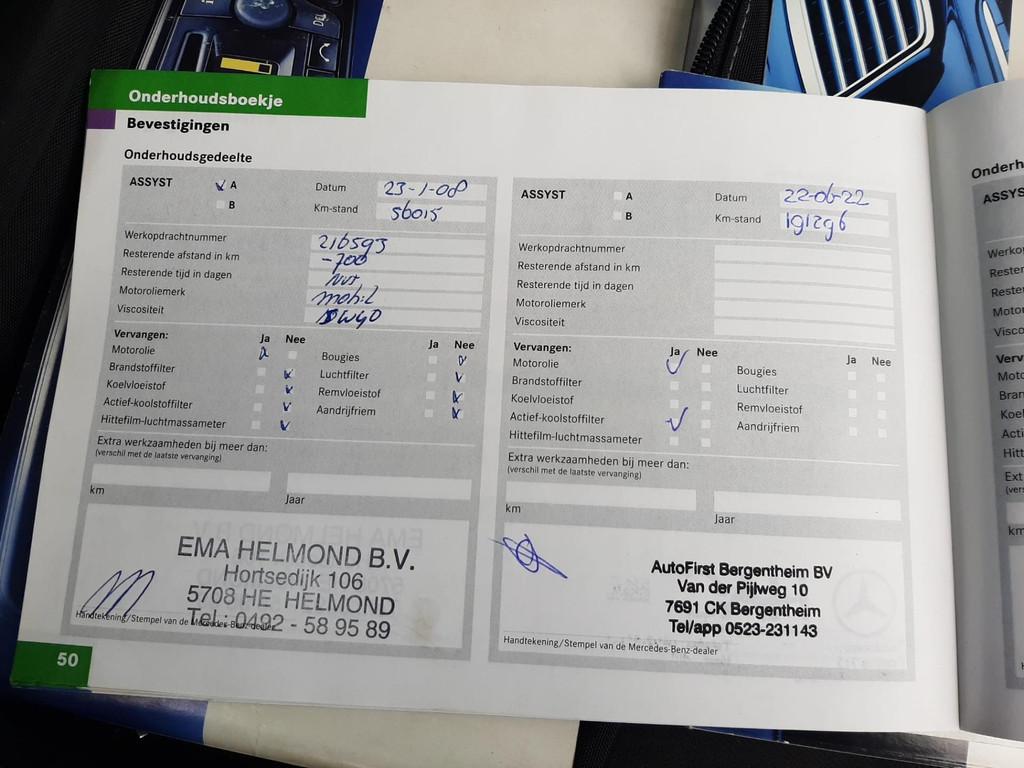 Onderhoudsboekje
Bevestigingen
Onderhoudsgedeelte
ASSYST A
B
Datum 23-1-08
Km-stand 56015
Werkopdrachtnummer 216593
Resterende afstand in km -700
Resterende tijd in dagen
Motoroliemerk mobil
Viscositeit 5W40
Vervangen: Ja Nee Ja Nee
Motorolie Bougies
Brandstoffilter Luchtfilter
Koelvloeistof Remvloeistof
Actief-koolstoffilter Aandrijfriem
Hittefilm-luchtmassameter
Extra werkzaamheden bij meer dan:
(verschil met de laatste vervanging)
km Jaar
EMA HELMOND B.V.
Hortsedijk 106
5708 HE HELMOND
Tel.: 0492 - 58 95 89
Handtekening/Stempel van de Mercedes-Benz-dealer
50
ASSYST A
B
Datum 22-06-22
Km-stand 191296
Werkopdrachtnummer
Resterende afstand in km
Resterende tijd in dagen
Motoroliemerk
Viscositeit
Vervangen: Ja Nee Ja Nee
Motorolie Bougies
Brandstoffilter Luchtfilter
Koelvloeistof Remvloeistof
Actief-koolstoffilter Aandrijfriem
Hittefilm-luchtmassameter
Extra werkzaamheden bij meer dan:
(verschil met de laatste vervanging)
km Jaar
AutoFirst Bergentheim BV
Van der Pijlweg 10
7691 CK Bergentheim
Tel/app 0523-231143
Handtekening/Stempel van de Mercedes-Benz-dealer